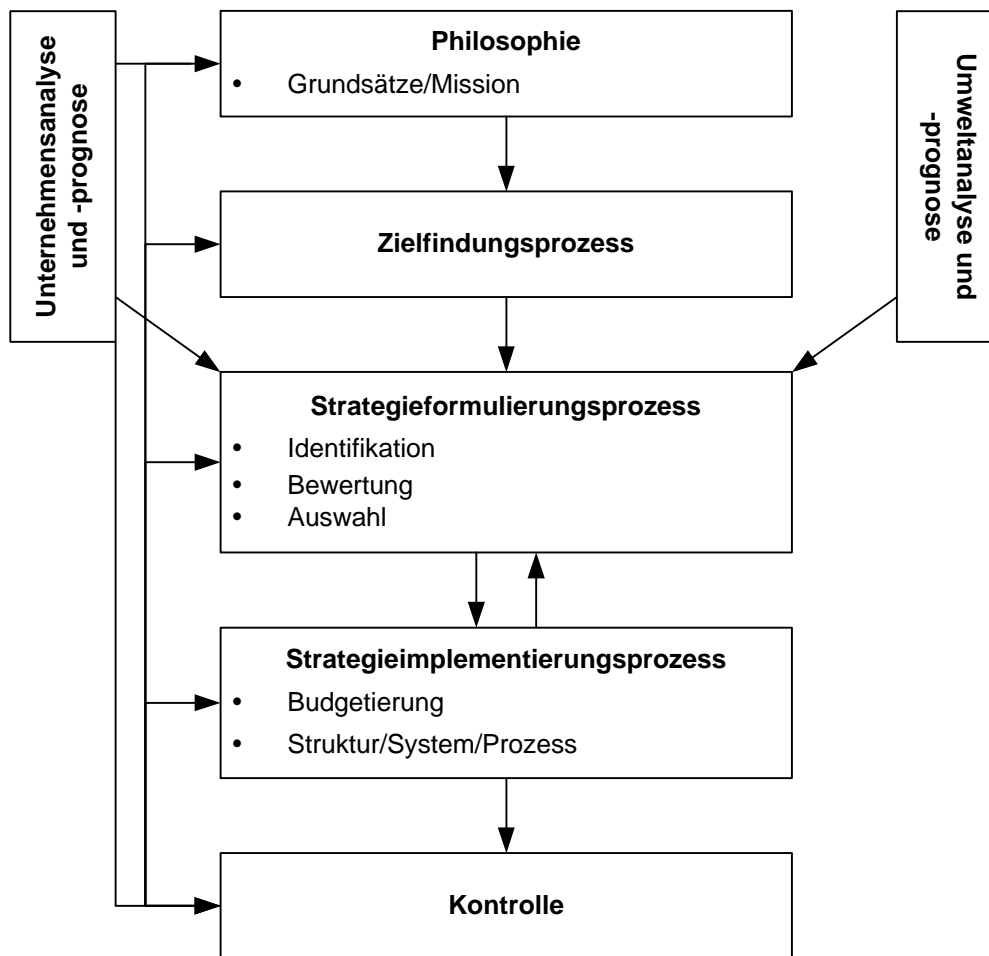 Unternehmensanalyse
und -prognose
Philosophie
• Grundsätze/Mission
Umweltanalyse und
-prognose
Zielfindungsprozess
Strategieformulierungsprozess
• Identifikation
• Bewertung
• Auswahl
Strategieimplementierungsprozess
• Budgetierung
• Struktur/System/Prozess
Kontrolle